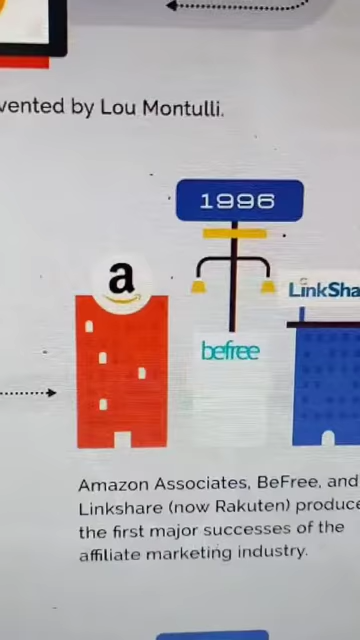 vented by Lou Montulli.
1996
a
LinkSha
befree
Amazon Associates, BeFree, and
Linkshare (now Rakuten) produce
the first major successes of the
affiliate marketing industry.